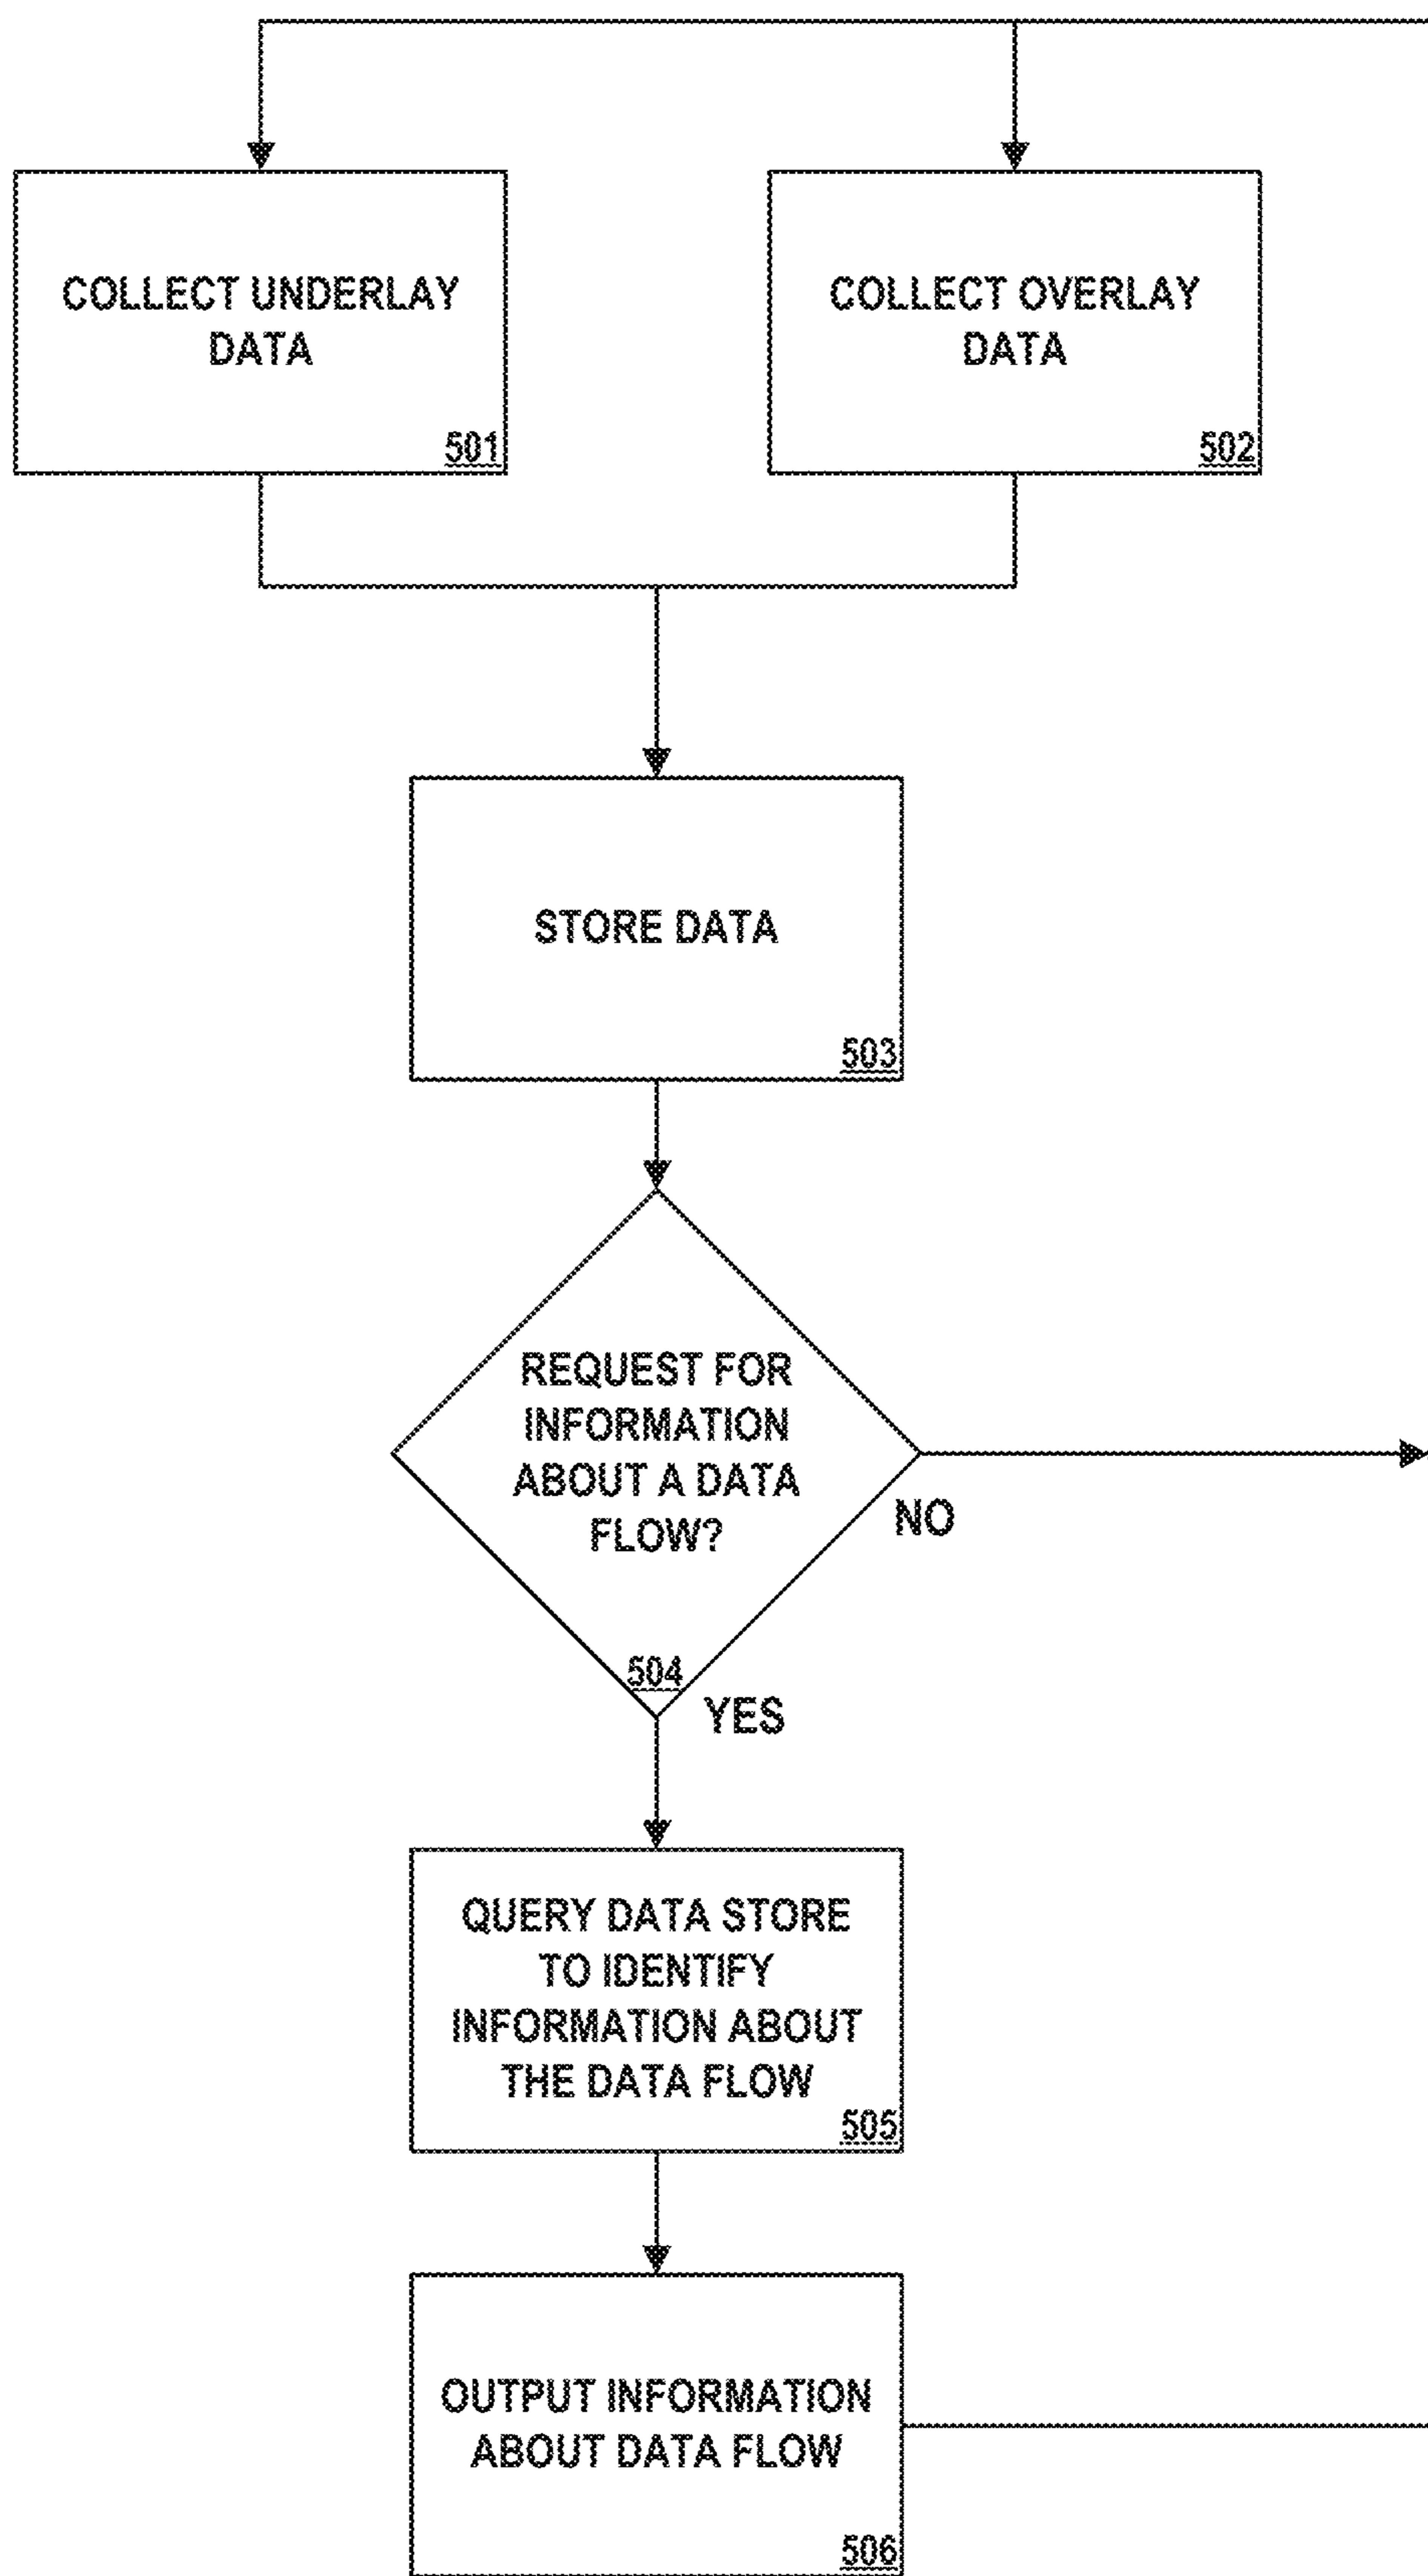 COLLECT UNDERLAY
DATA
501
COLLECT OVERLAY
DATA
502
STORE DATA
503
REQUEST FOR
INFORMATION
ABOUT A DATA
FLOW?
504
NO
YES
QUERY DATA STORE
TO IDENTIFY
INFORMATION ABOUT
THE DATA FLOW
505
OUTPUT INFORMATION
ABOUT DATA FLOW
506